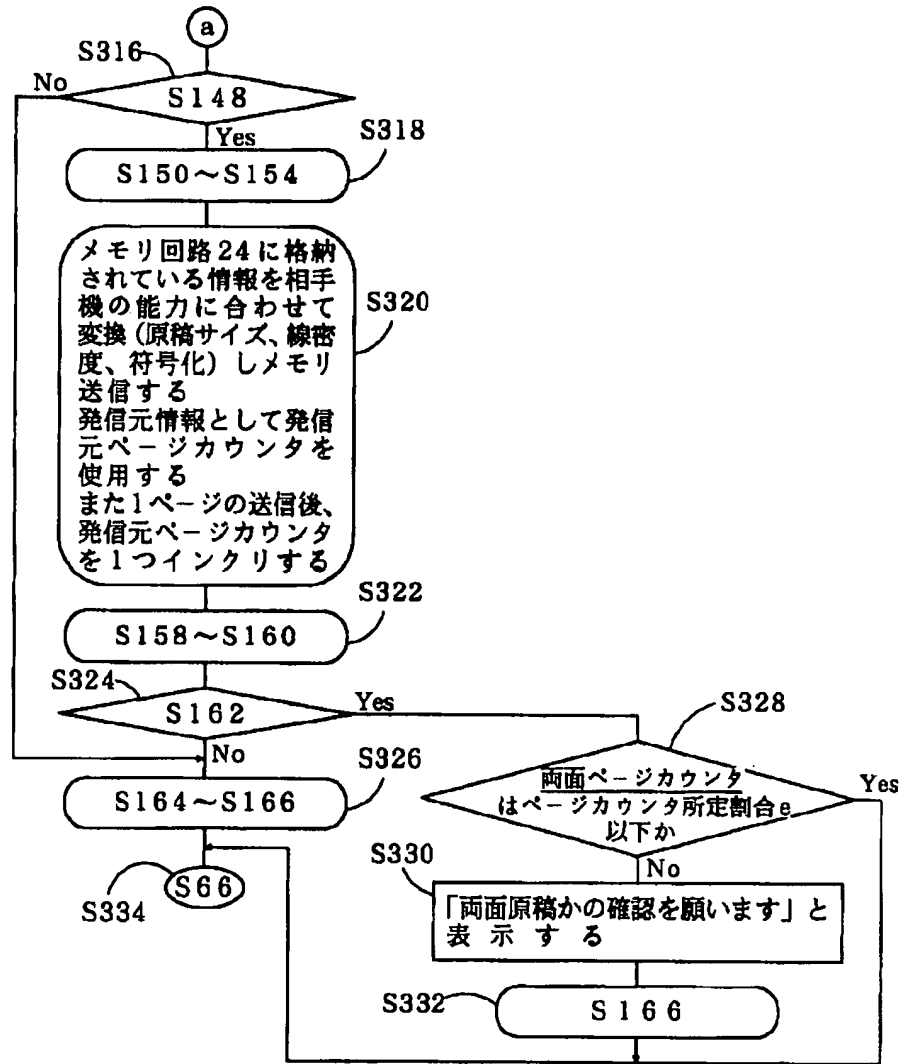 a
S316
No
S148
Yes
S318
S150～S154
メモリ回路24に格納
されている情報を相手
機の能力に合わせて
変換(原稿サイズ、線密
度、符号化)しメモリ
送信する
発信元情報として発信
元ページカウンタを
使用する
また1ページの送信後、
発信元ページカウンタ
を1つインクリする
S320
S322
S158～S160
S324
S162
Yes
No
S328
両面ページカウンタ
はページカウンタ所定割合e
以下か
Yes
S326
S164～S166
No
S330
「両面原稿かの確認を願います」と
表示する
S66
S334
S332
S166